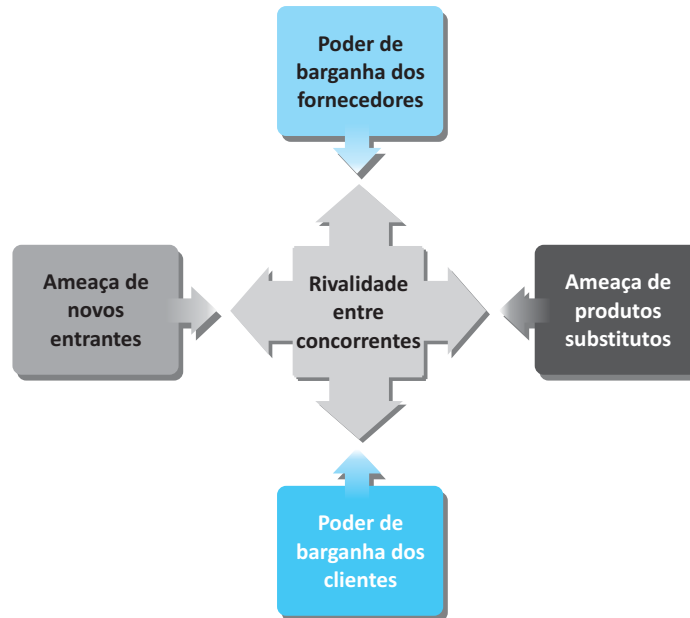 Poder de
barganha dos
fornecedores
Ameaça de
novos
entrantes
Rivalidade
entre
concorrentes
Ameaça de
produtos
substitutos
Poder de
barganha dos
clientes